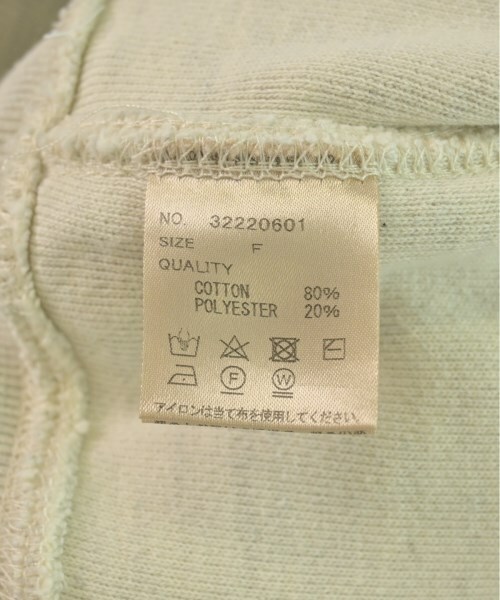 NO. 32220601
SIZE F
QUALITY
COTTON 80%
POLYESTER 20%
F W
アイロンは当て布を使用してください。